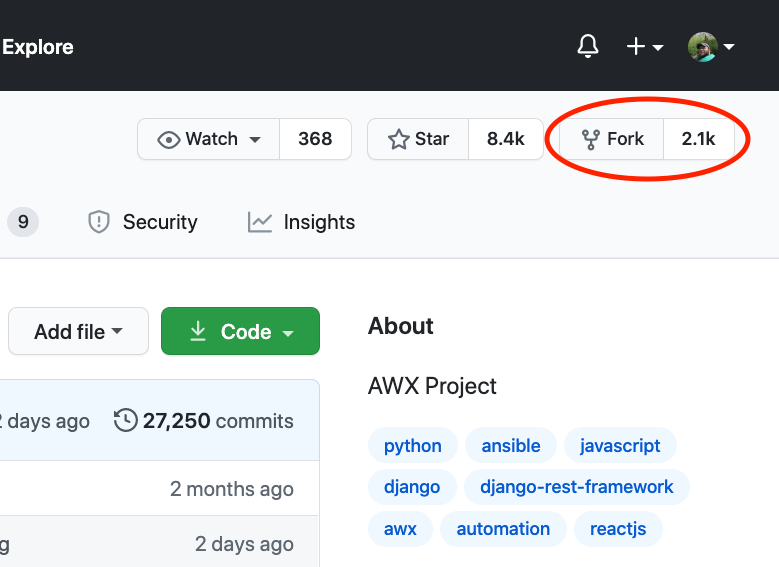 Explore
Watch 368 Star 8.4k Fork 2.1k
9 Security Insights
Add file Code
About
AWX Project
days ago 27,250 commits
python ansible javascript
2 months ago
django django-rest-framework
g 2 days ago
awx automation reactjs